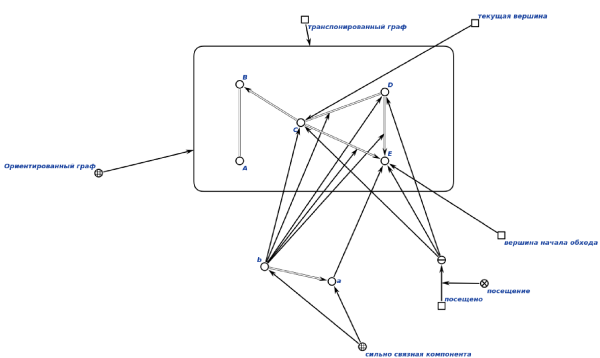 текущая вершина
транспонированный граф
B
D
C
E
A
Ориентированный граф
вершина начала обхода
b
a
посещение
посещено
сильно связная компонента